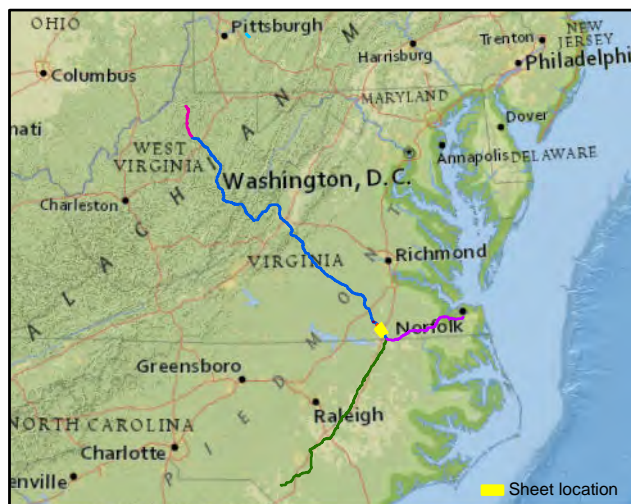 OHIO
Pittsburgh
Harrisburg
Trenton
NEW
JERSEY
Philadelphi
Columbus
MARYLAND
Dover
nati
WEST
VIRGINIA
Annapolis
DELAWARE
Washington, D.C.
Charleston
A L A C H I A N M
Richmond
VIRGINIA
Norfolk
Greensboro
P I E D M O N T
Raleigh
NORTH CAROLINA
Charlotte
enville
Sheet location